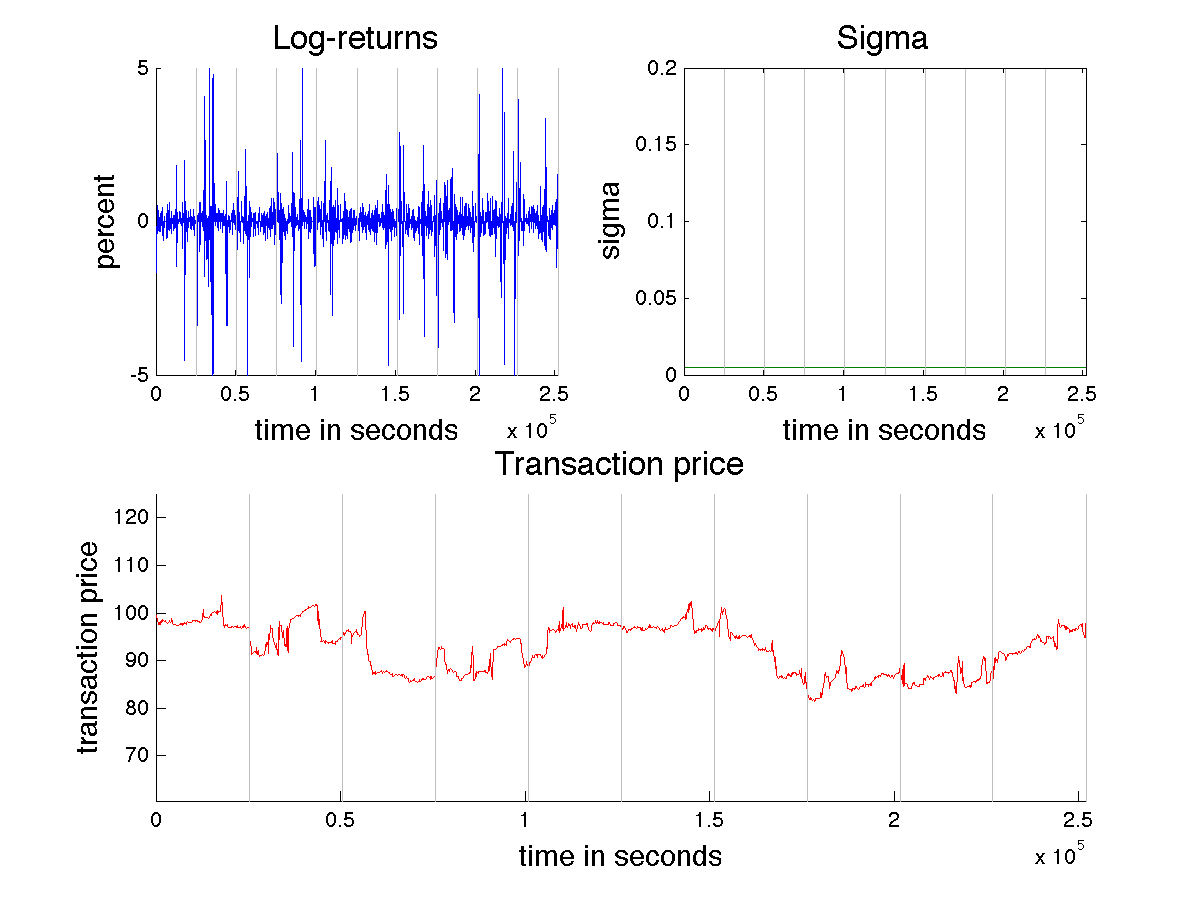 Log-returns
5
0
-5
percent
0 0.5 1 1.5 2 2.5
x 10^5
time in seconds
Sigma
0.2
0.15
0.1
0.05
0
sigma
0 0.5 1 1.5 2 2.5
x 10^5
time in seconds
Transaction price
120
110
100
90
80
70
transaction price
0 0.5 1 1.5 2 2.5
x 10^5
time in seconds